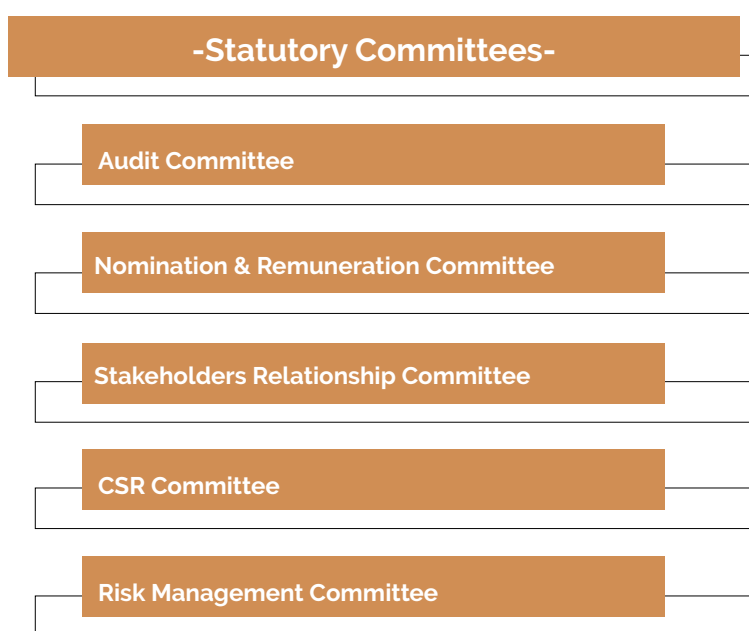 -Statutory Committees-
Audit Committee
Nomination & Remuneration Committee
Stakeholders Relationship Committee
CSR Committee
Risk Management Committee